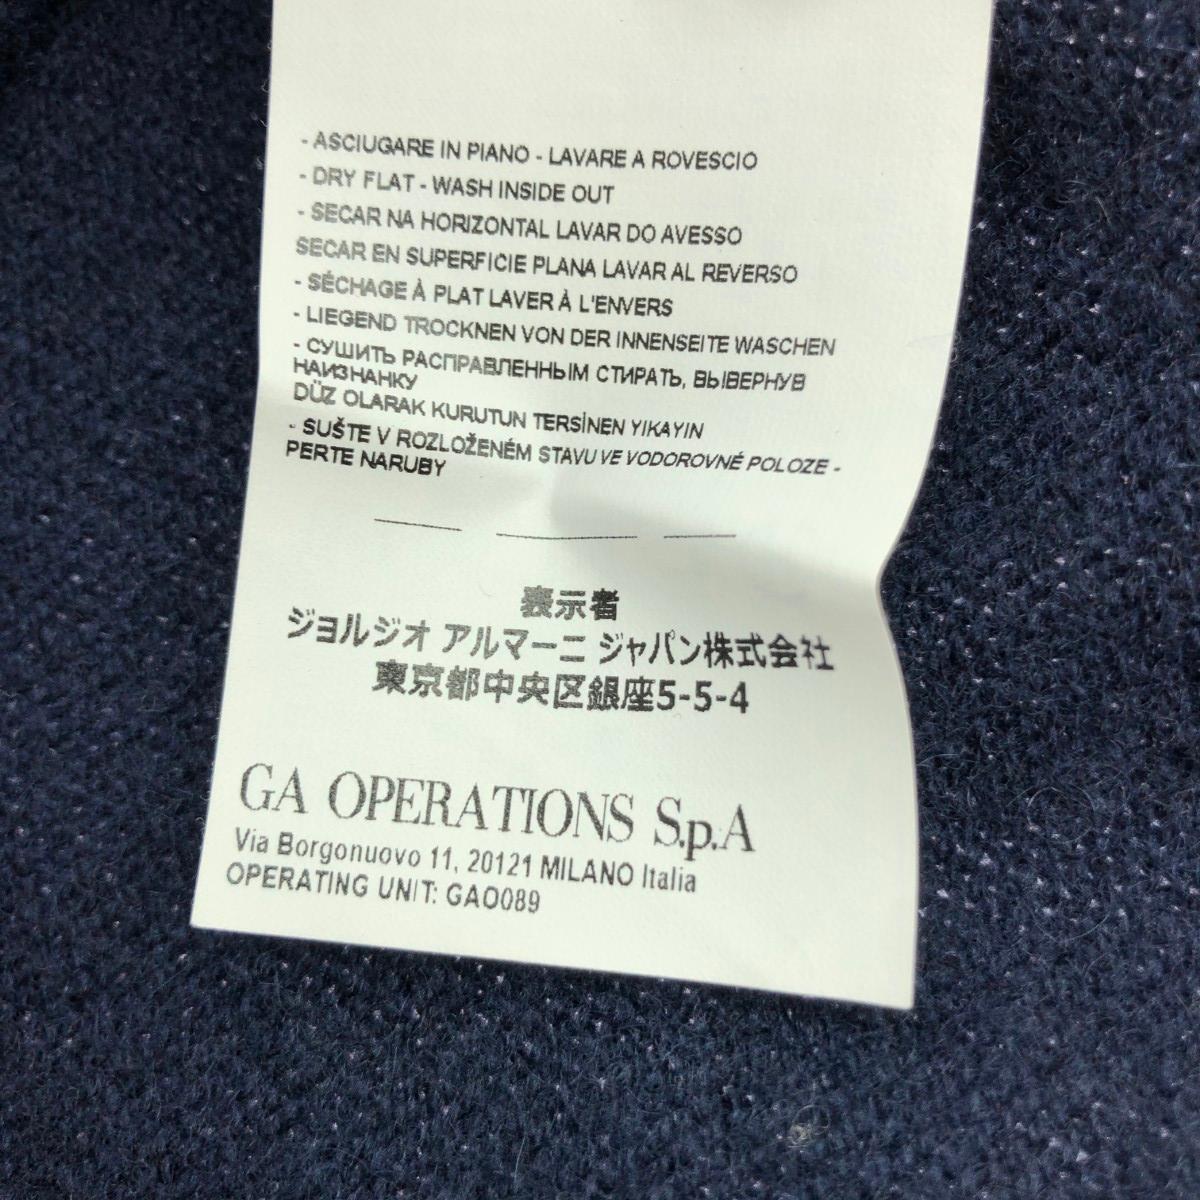 - ASCIUGARE IN PIANO - LAVARE A ROVESCIO
- DRY FLAT - WASH INSIDE OUT
- SECAR NA HORIZONTAL LAVAR DO AVESSO
SECAR EN SUPERFICIE PLANA LAVAR AL REVERSO
- SÉCHAGE À PLAT LAVER À L'ENVERS
- LIEGEND TROCKNEN VON DER INNENSEITE WASCHEN
- СУШИТЬ РАСПРАВЛЕННЫМ СТИРАТЬ, ВЫВЕРНУВ
НАИЗНАНКУ
DÜZ OLARAK KURUTUN TERSİNEN YIKAYIN
- SUŠTE V ROZLOŽENÉM STAVU VE VODOROVNÉ POLOZE -
PERTE NARUBY
表示者
ジョルジオ アルマーニ ジャパン株式会社
東京都中央区銀座5-5-4
GA OPERATIONS S.p.A
Via Borgonuovo 11, 20121 MILANO Italia
OPERATING UNIT: GAO089